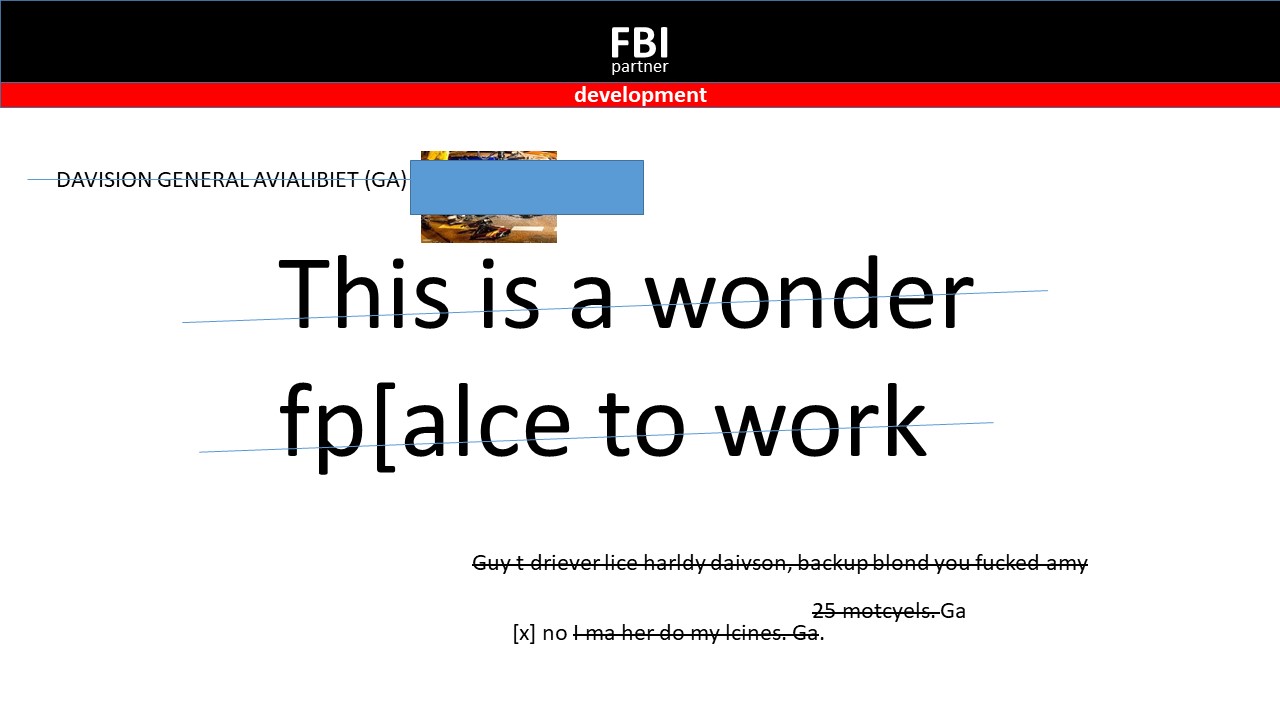 FBI
partner
development
DAVISION GENERAL AVIALIBIET (GA)
This is a wonder
fp[alce to work
Guy t driever lice harldy daivson, backup blond you fucked amy
25 motcyels. Ga
[x] no I ma her do my lcines. Ga.